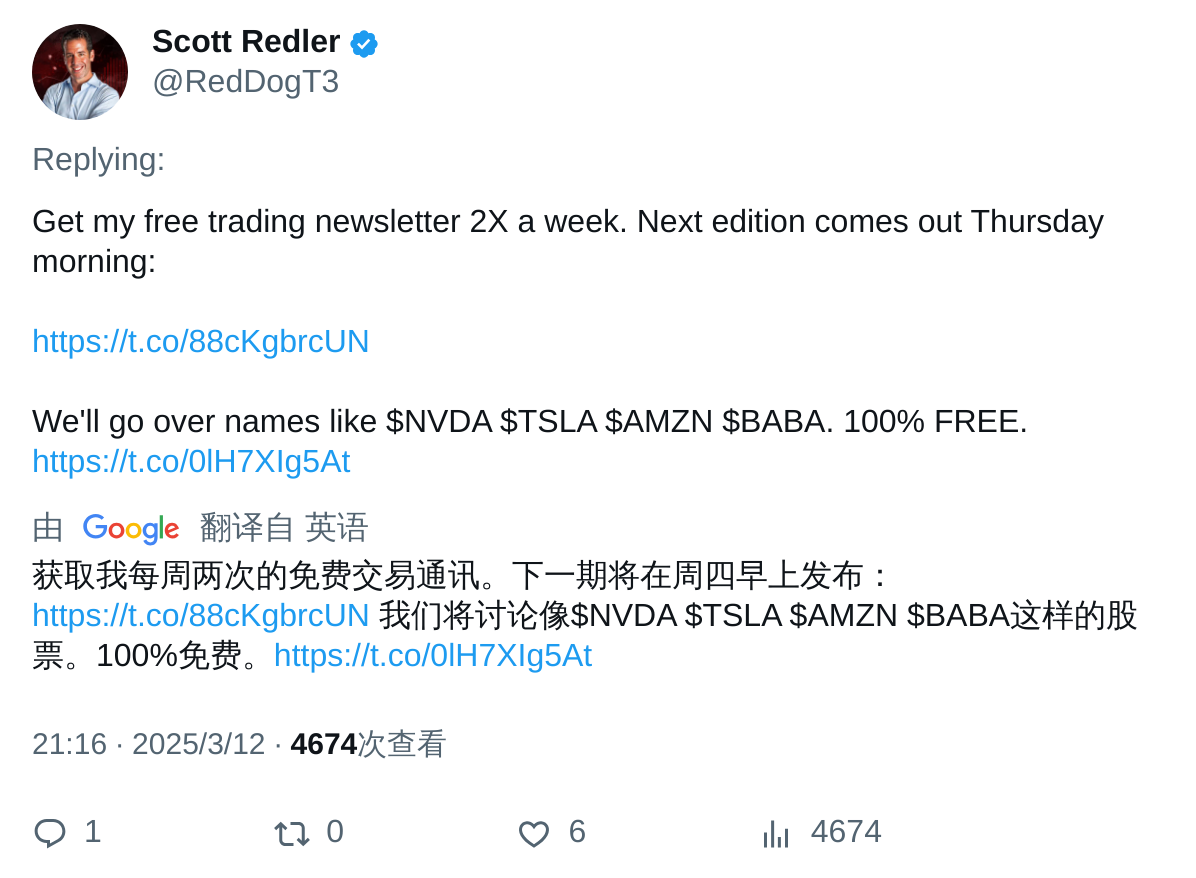 Scott Redler
@RedDogT3
Replying:
Get my free trading newsletter 2X a week. Next edition comes out Thursday
morning:
https://t.co/88cKgbrcUN
We'll go over names like $NVDA $TSLA $AMZN $BABA. 100% FREE.
https://t.co/0lH7XIg5At
由 Google 翻译自 英语
获取我每周两次的免费交易通讯。下一期将在周四早上发布：
https://t.co/88cKgbrcUN 我们将讨论像$NVDA $TSLA $AMZN $BABA这样的股
票。100%免费。https://t.co/0lH7XIg5At
21:16 · 2025/3/12 · 4674次查看
1 0 6 4674